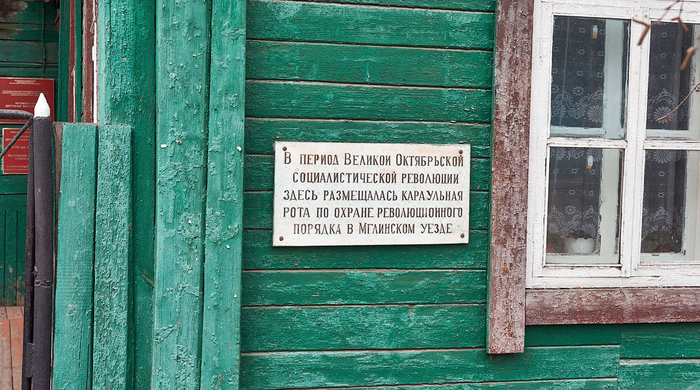 В ПЕРИОД ВЕЛИКОЙ ОКТЯБРЬСКОЙ
СОЦИАЛИСТИЧЕСКОЙ РЕВОЛЮЦИИ
ЗДЕСЬ РАЗМЕЩАЛАСЬ КАРАУЛЬНАЯ
РОТА ПО ОХРАНЕ РЕВОЛЮЦИОННОГО
ПОРЯДКА В МГЛИНСКОМ УЕЗДЕ